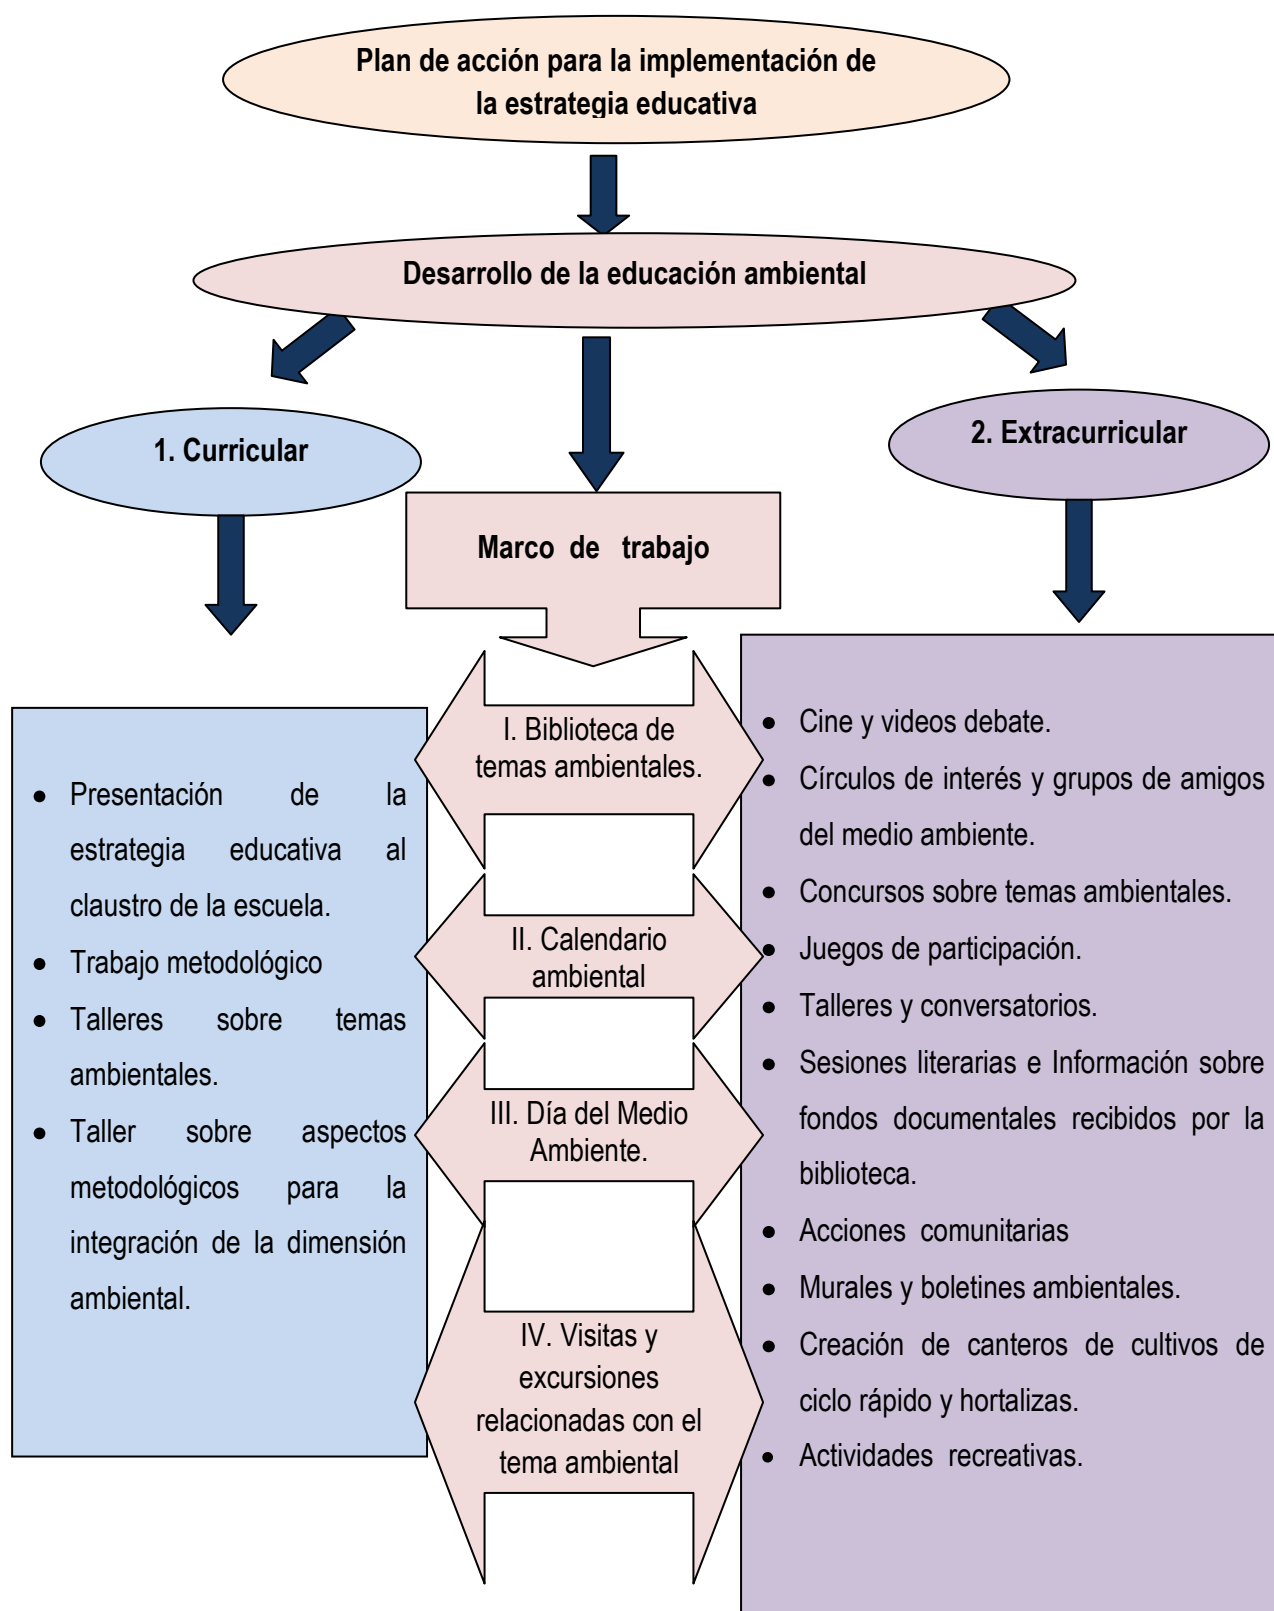 Plan de acción para la implementación de
la estrategia educativa
Desarrollo de la educación ambiental
1. Curricular
2. Extracurricular
Marco de trabajo
• Presentación de la
estrategia educativa al
claustro de la escuela.
• Trabajo metodológico
• Talleres sobre temas
ambientales.
• Taller sobre aspectos
metodológicos para la
integración de la dimensión
ambiental.
I. Biblioteca de
temas ambientales.
II. Calendario
ambiental
III. Día del Medio
Ambiente.
IV. Visitas y
excursiones
relacionadas con el
tema ambiental
• Cine y videos debate.
• Círculos de interés y grupos de amigos
del medio ambiente.
• Concursos sobre temas ambientales.
• Juegos de participación.
• Talleres y conversatorios.
• Sesiones literarias e Información sobre
fondos documentales recibidos por la
biblioteca.
• Acciones comunitarias
• Murales y boletines ambientales.
• Creación de canteros de cultivos de
ciclo rápido y hortalizas.
• Actividades recreativas.